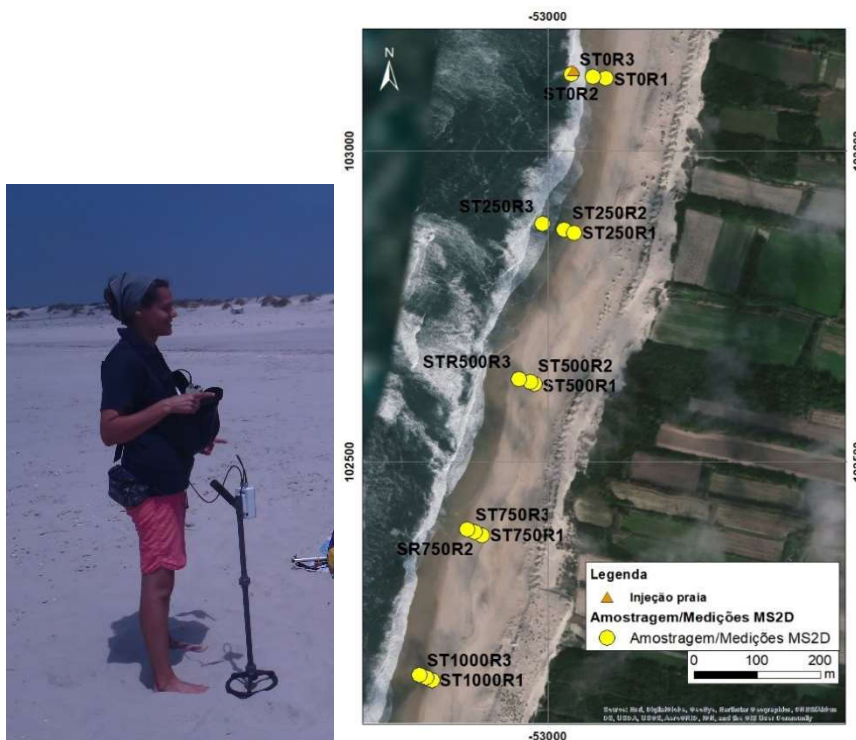 -53000
N
ST0R3
ST0R2
ST0R1
103000
ST250R3
ST250R2
ST250R1
STR500R3
ST500R2
ST500R1
102500
ST750R3
ST750R1
SR750R2
Legenda
Injeção praia
Amostragem/Medições MS2D
Amostragem/Medições MS2D
0
100
200
m
ST1000R3
ST1000R1
-53000